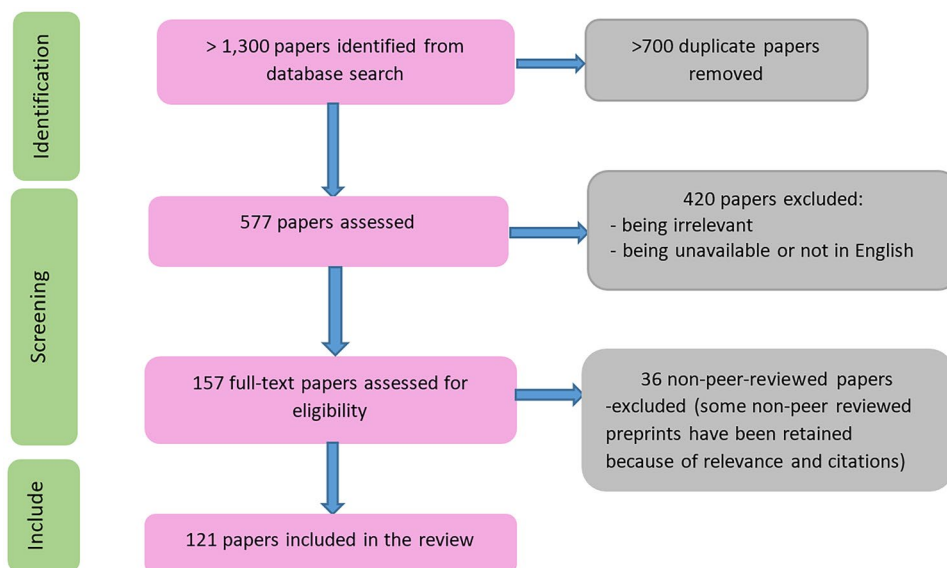 Identification
> 1,300 papers identified from
database search
>700 duplicate papers
removed
Screening
577 papers assessed
420 papers excluded:
- being irrelevant
- being unavailable or not in English
157 full-text papers assessed for
eligibility
36 non-peer-reviewed papers
-excluded (some non-peer reviewed
preprints have been retained
because of relevance and citations)
Include
121 papers included in the review